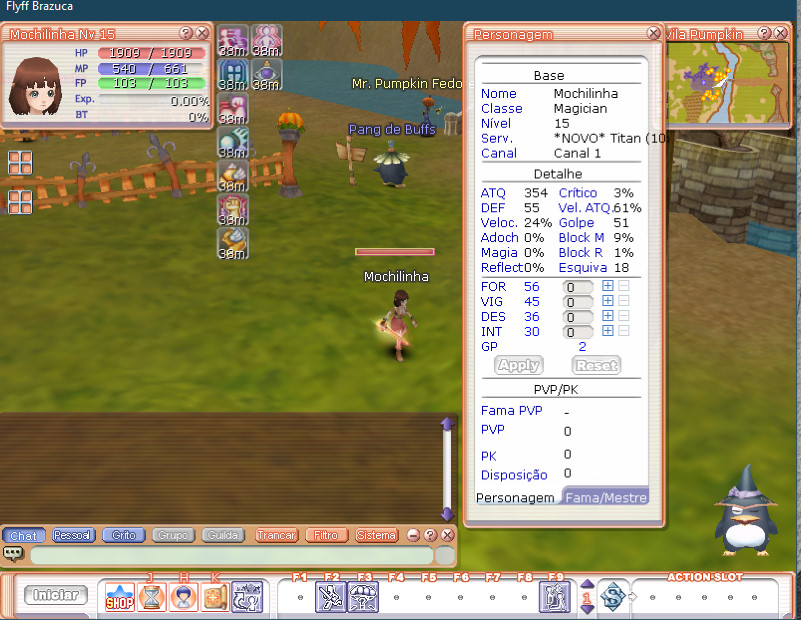 Flyff Brazuca
Mochilinha Nv 15
HP 1909 / 1909
MP 540 / 661
FP 103 / 103
Exp. 0.00%
BT 0%
38m. 38m.
38m. 38m.
38m.
38m.
38m.
38m.
38m.
Mr. Pumpkin Fedo
Pang de Buffs
Mochilinha
Personagem
Base
Nome Mochilinha
Classe Magician
Nível 15
Serv. *NOVO* Titan (10
Canal Canal 1
Detalhe
ATQ 354 Crítico 3%
DEF 55 Vel. ATQ. 61%
Veloc. 24% Golpe 51
Adoch 0% Block M 9%
Magia 0% Block R 1%
Reflect 0% Esquiva 18
FOR 56 0
VIG 45 0
DES 36 0
INT 30 0
GP 2
Apply Reset
PVP/PK
Fama PVP -
PVP 0
PK 0
Disposição 0
Personagem Fama/Mestre
Vila Pumpkin
Chat Pessoal Grito Grupo Guilda Trancar Filtro Sistema
Iniciar
SHOP
J H K
F1 F2 F3 F4 F5 F6 F7 F8 F9
1
S
ACTION-SLOT